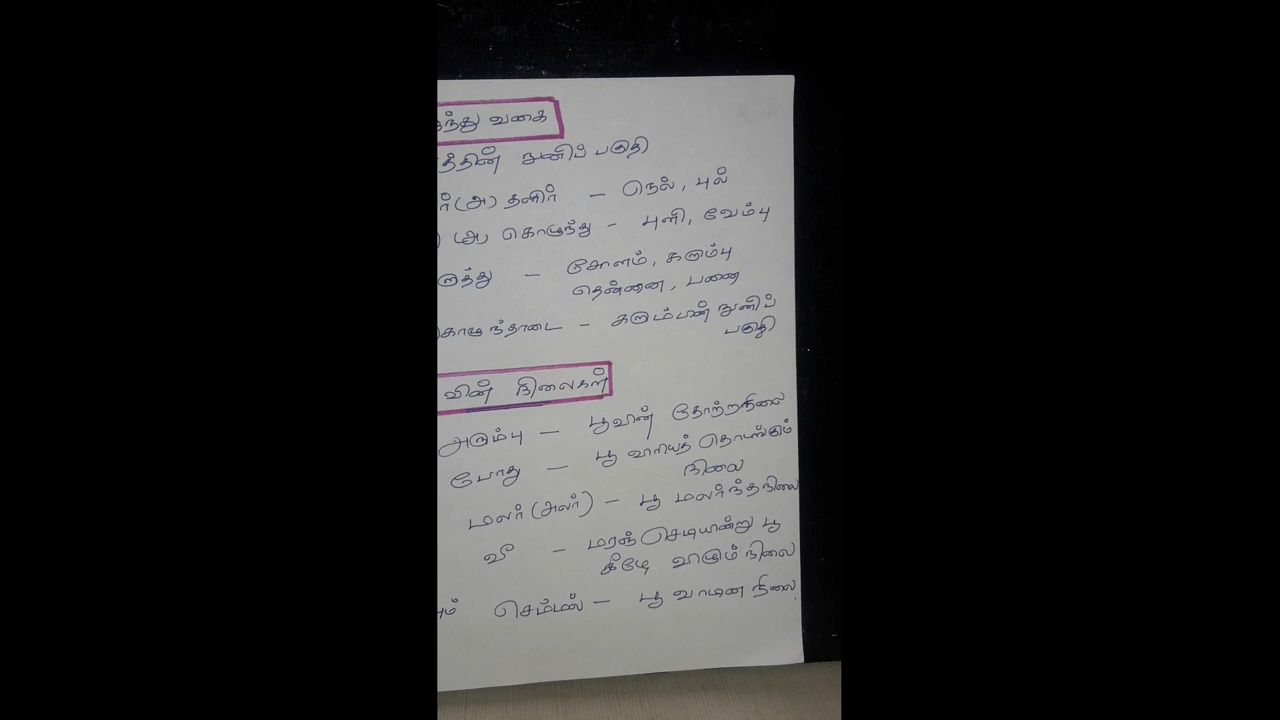 ந்து வகை
த்தின் நுனிப் பகுதி
ர் (அ) தளிர் – நெல், புல்
) (அ) கொழுந்து – புளி, வேம்பு
ருத்து – சோளம், கரும்பு
தென்னை, பனை
கொழுந்தாடை – கரும்பின் நுனிப்
பகுதி
வின் நிலைகள்
அரும்பு – பூவின் தோற்றநிலை
போது – பூ விரியத் தொடங்கும்
நிலை
மலர் (அலர்) – பூ மலர்ந்தநிலை
வீ – மரஞ் செடியின்று பூ
கீழே விழும் நிலை
செம்மல் – பூ வாடின நிலை.